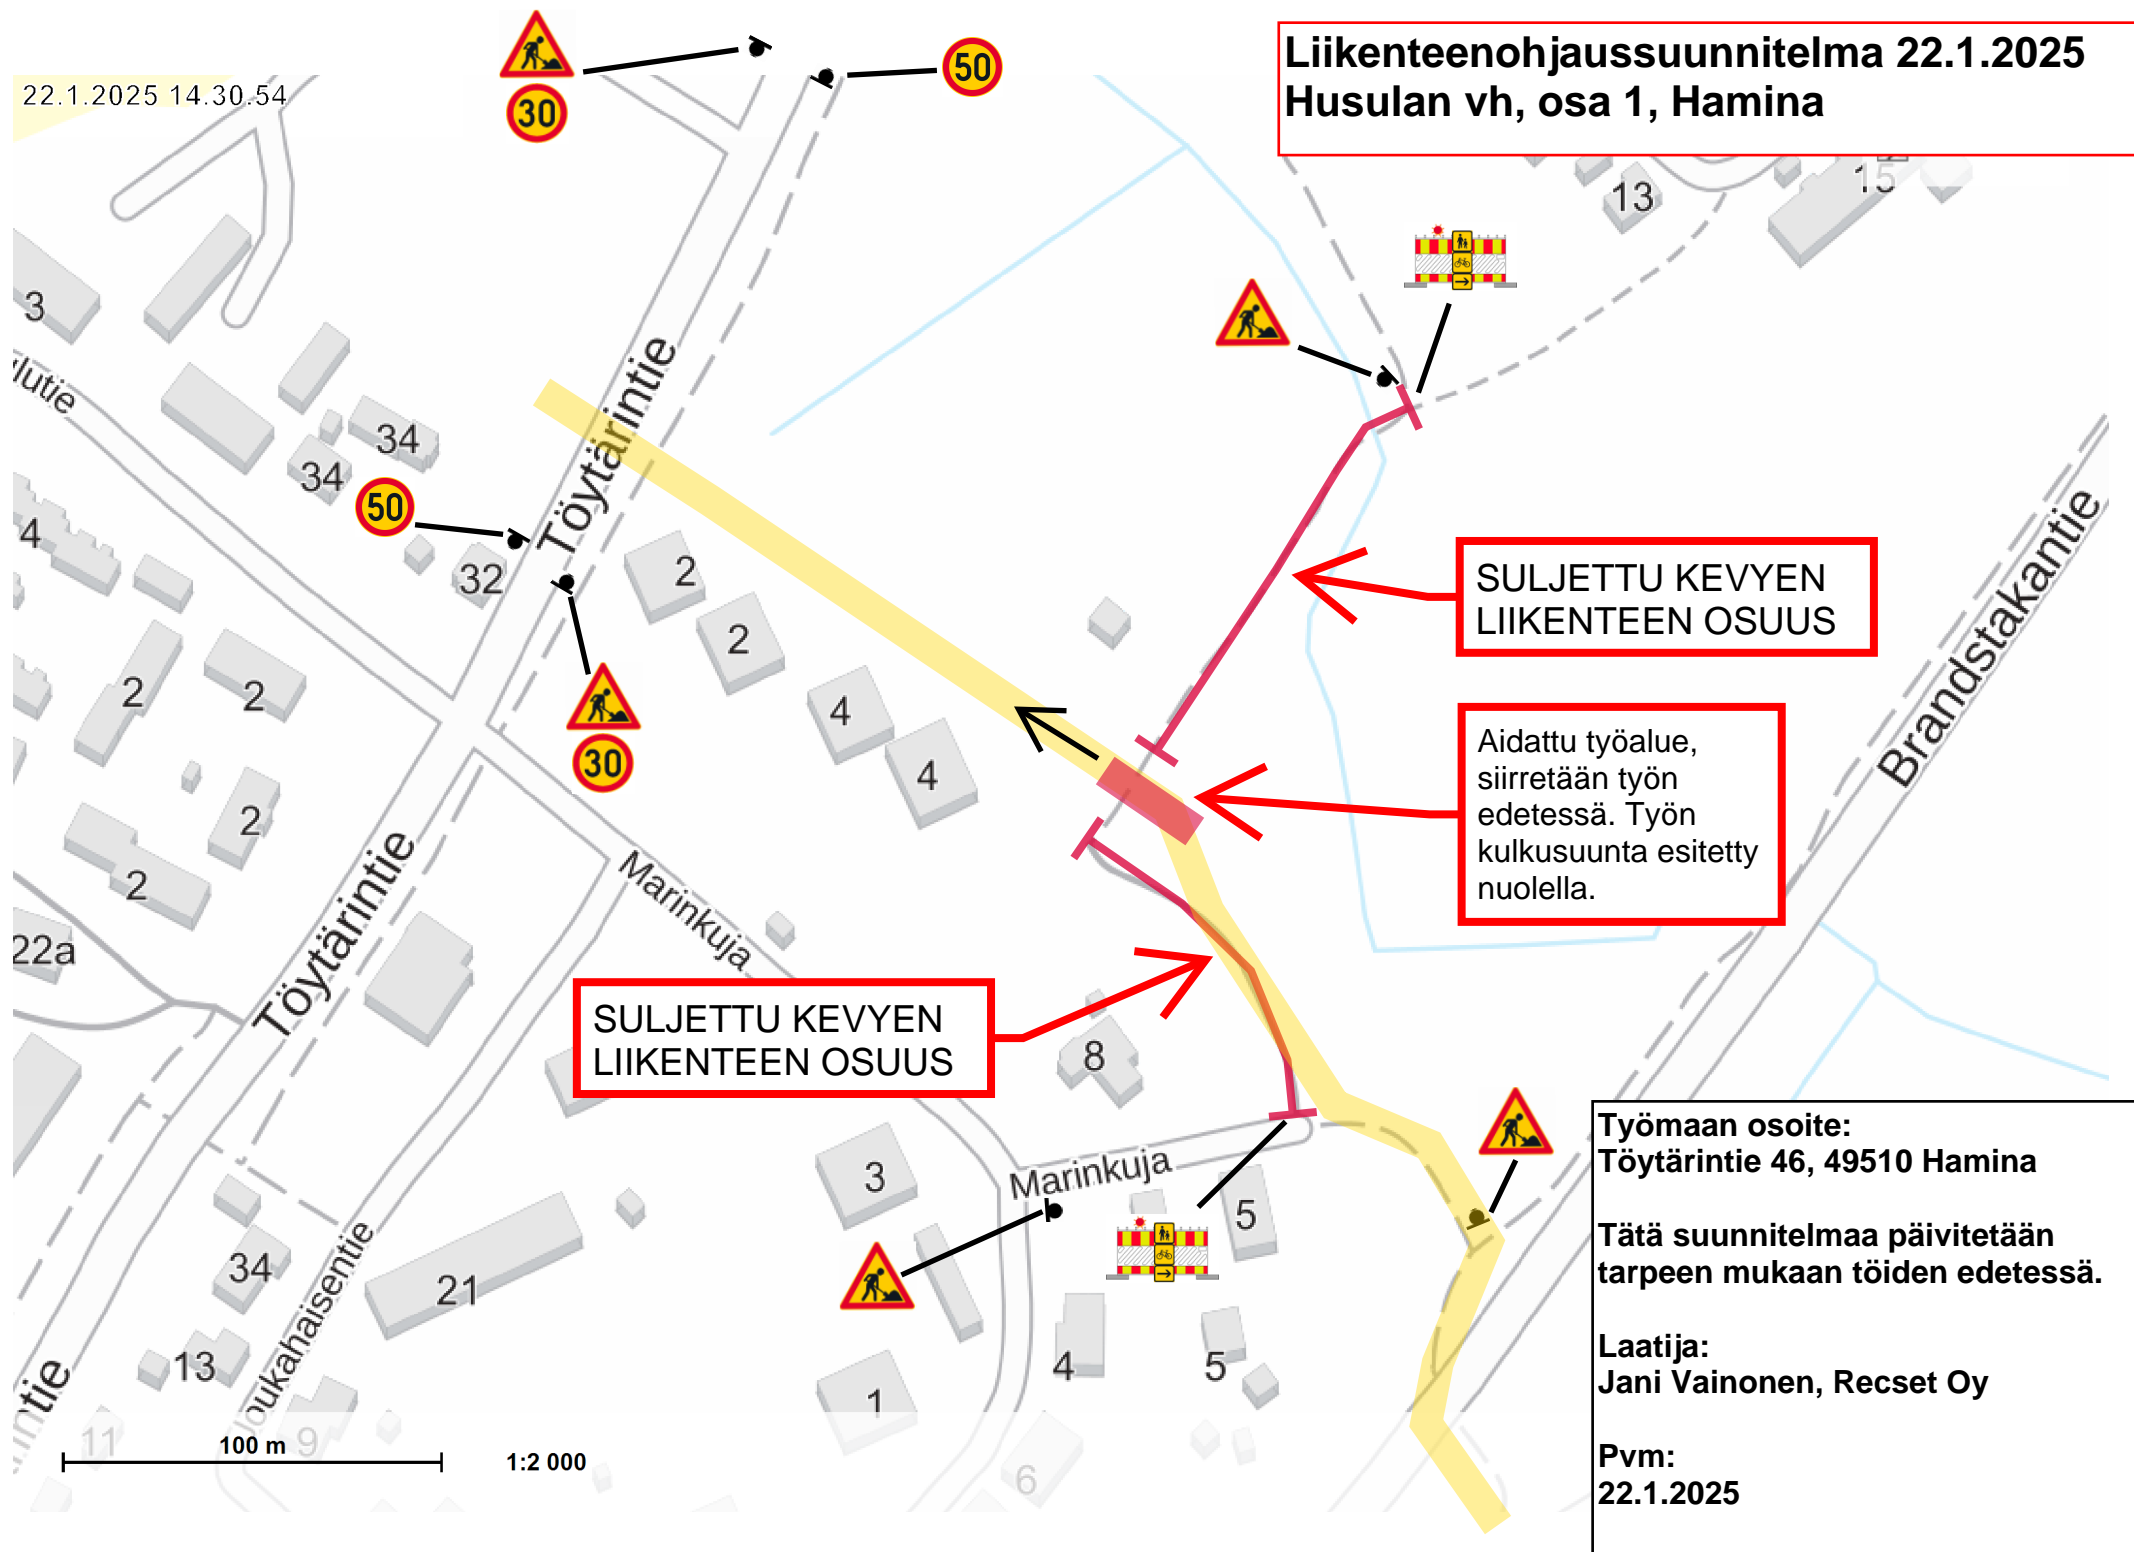 Liikenteenohjaussuunnitelma 22.1.2025
Husulan vh, osa 1, Hamina
22.1.2025 14.30.54
30
50
13
15
3
Töytärintie
34
34
50
4
32
2
2
2
2
4
4
2
2
30
SULJETTU KEVYEN
LIIKENTEEN OSUUS
Aidattu työalue,
siirretään työn
edetessä. Työn
kulkusuunta esitetty
nuolella.
Brandstakantie
Töytärintie
Marinkuja
22a
SULJETTU KEVYEN
LIIKENTEEN OSUUS
8
3
Marinkuja
5
34
21
Joukahaisentie
13
4
5
1
11
9
6
100 m
1:2 000
Työmaan osoite:
Töytärintie 46, 49510 Hamina
Tätä suunnitelmaa päivitetään
tarpeen mukaan töiden edetessä.
Laatija:
Jani Vainonen, Recset Oy
Pvm:
22.1.2025